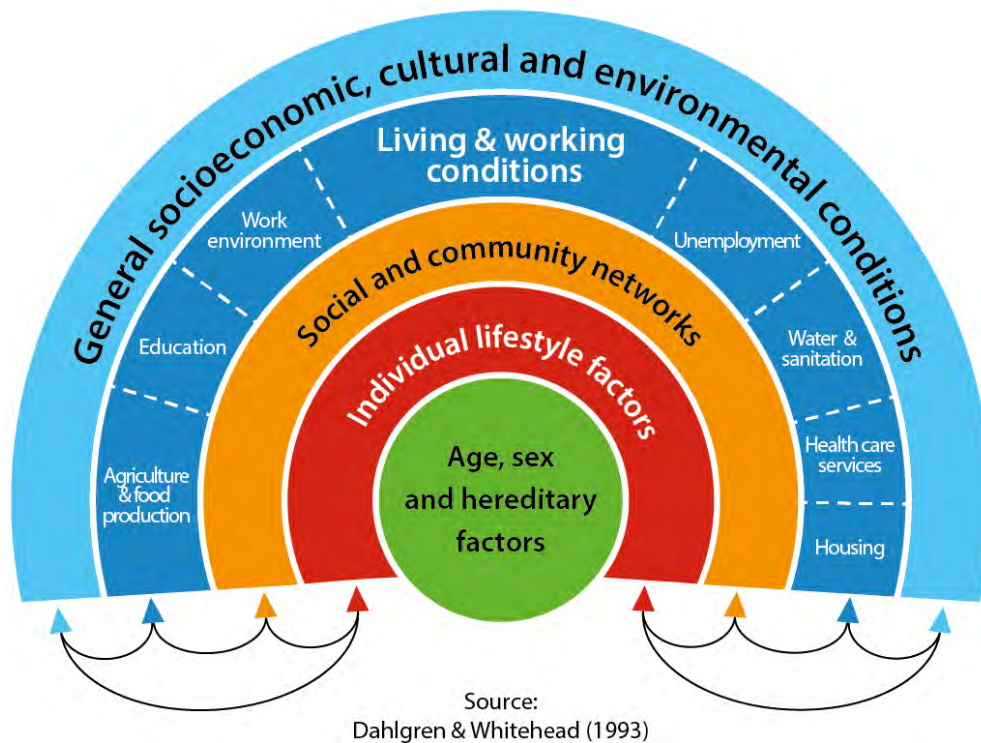 General socioeconomic, cultural and environmental conditions
Living & working
conditions
Work
environment
Unemployment
Education
Water &
sanitation
Agriculture
& food
production
Health care
services
Housing
Social and community networks
Individual lifestyle factors
Age, sex
and hereditary
factors
Source:
Dahlgren & Whitehead (1993)